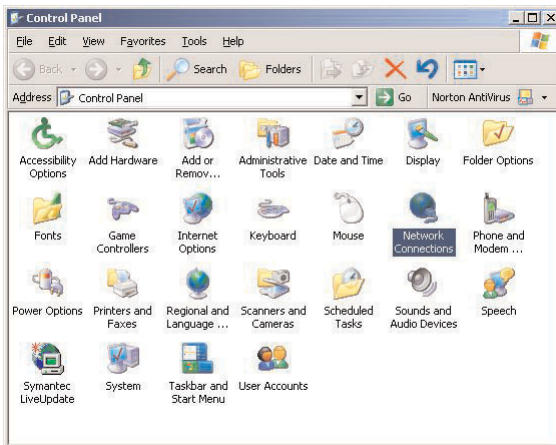 Control Panel
File Edit View Favorites Tools Help
Back Search Folders
Address Control Panel Go Norton AntiVirus
Accessibility Options
Add Hardware
Add or Remov...
Administrative Tools
Date and Time
Display
Folder Options
Fonts
Game Controllers
Internet Options
Keyboard
Mouse
Network Connections
Phone and Modem ...
Power Options
Printers and Faxes
Regional and Language ...
Scanners and Cameras
Scheduled Tasks
Sounds and Audio Devices
Speech
Symantec LiveUpdate
System
Taskbar and Start Menu
User Accounts